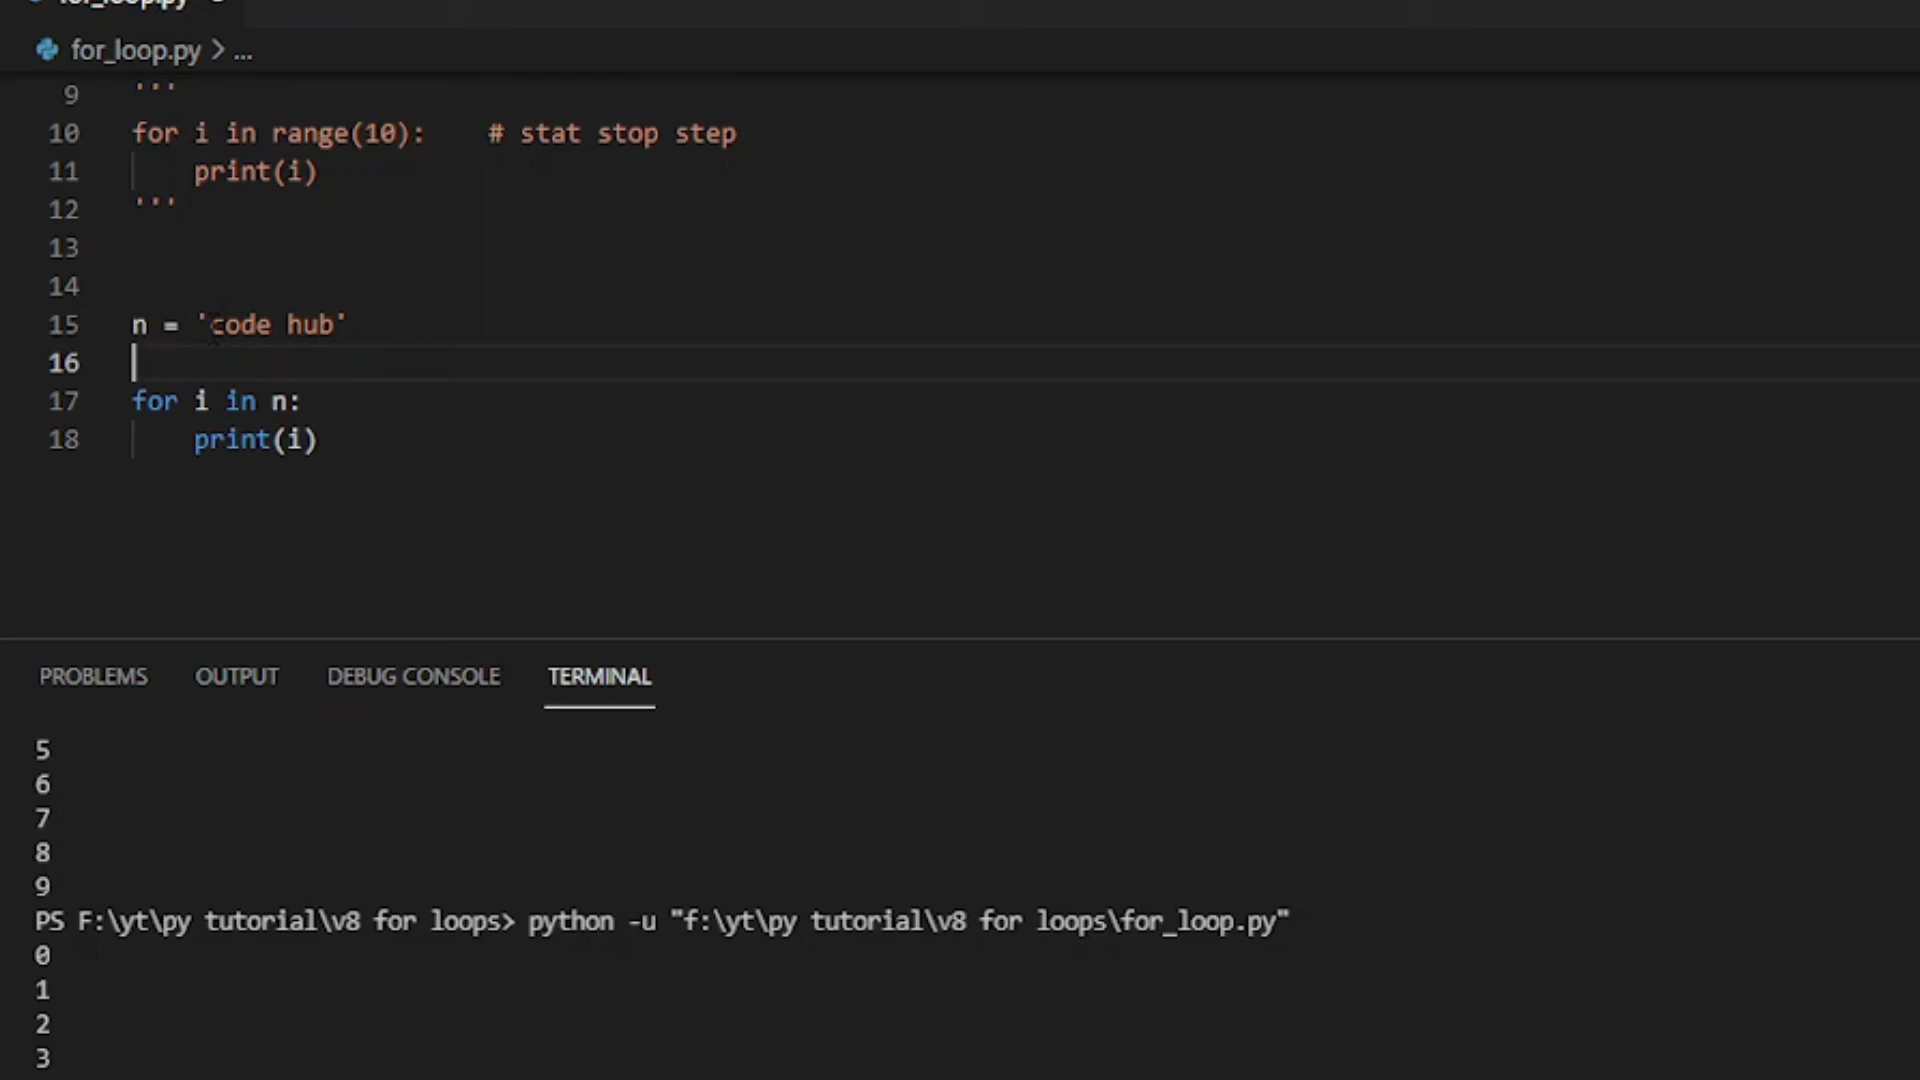 for_loop.py
for_loop.py > ...
9 '''
10 for i in range(10):    # stat stop step
11     print(i)
12 '''
13
14
15 n = 'code hub'
16
17 for i in n:
18     print(i)
PROBLEMS OUTPUT DEBUG CONSOLE TERMINAL
5
6
7
8
9
PS F:\yt\py tutorial\v8 for loops> python -u "f:\yt\py tutorial\v8 for loops\for_loop.py"
0
1
2
3